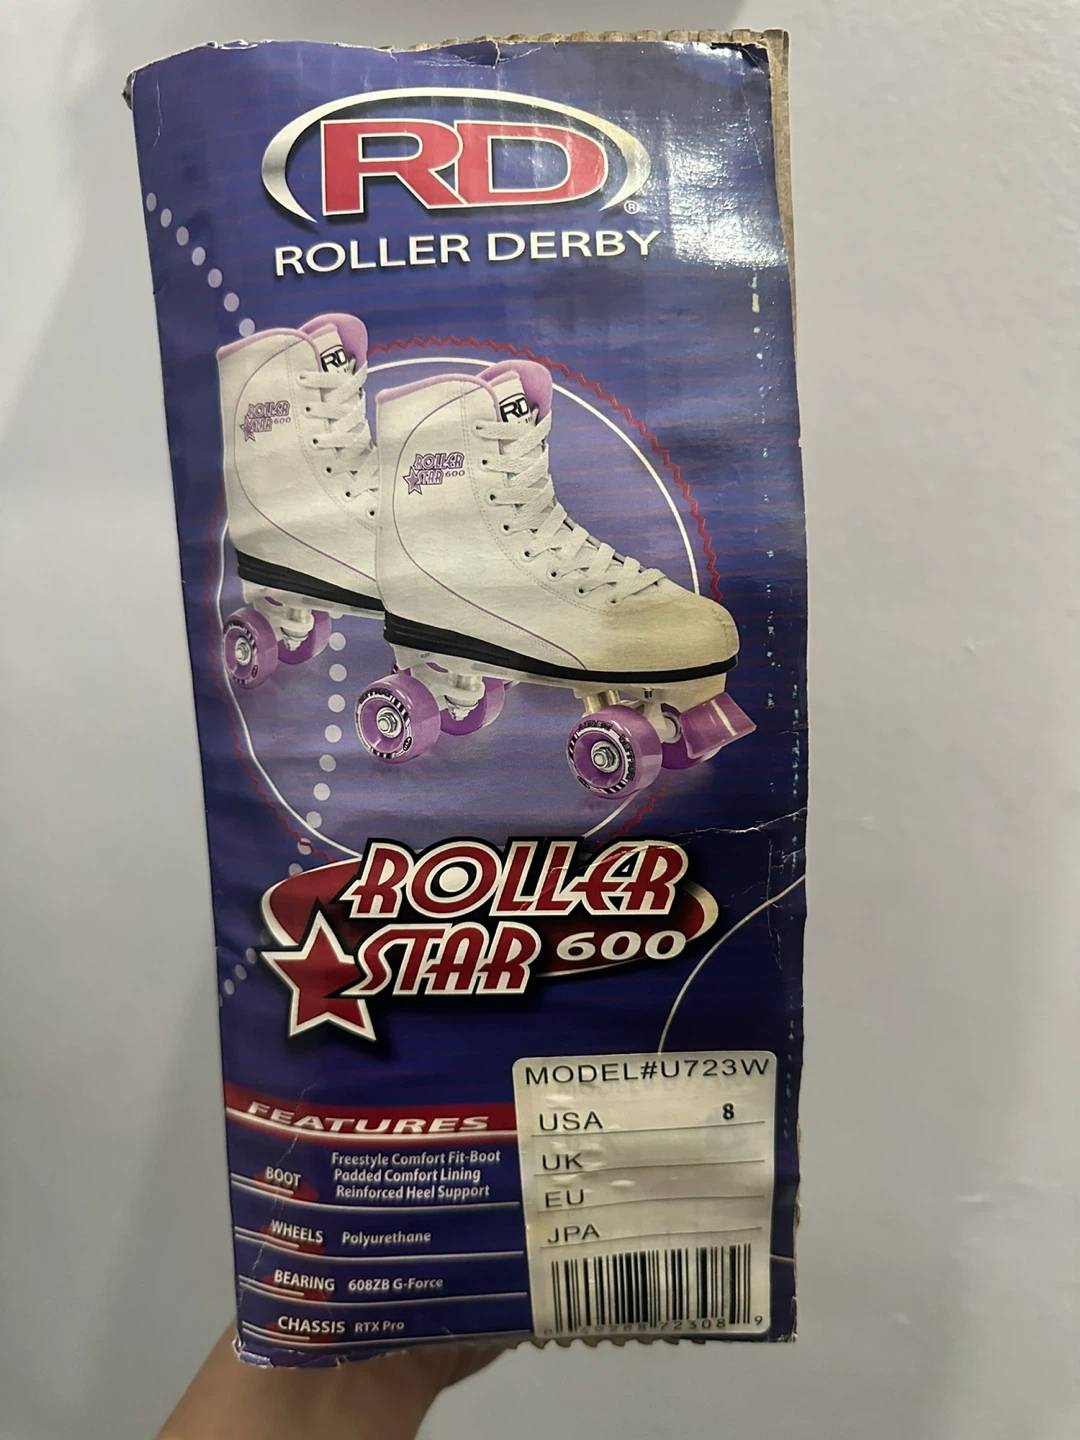 RD
®
ROLLER DERBY
RD
ROLLER
STAR 600
RD
ROLLER
STAR 600
ROLLER
STAR 600
MODEL#U723W
USA 8
UK
EU
JPA
FEATURES
BOOT
Freestyle Comfort Fit-Boot
Padded Comfort Lining
Reinforced Heel Support
WHEELS Polyurethane
BEARING 608ZB G-Force
CHASSIS RTX Pro
72308 9